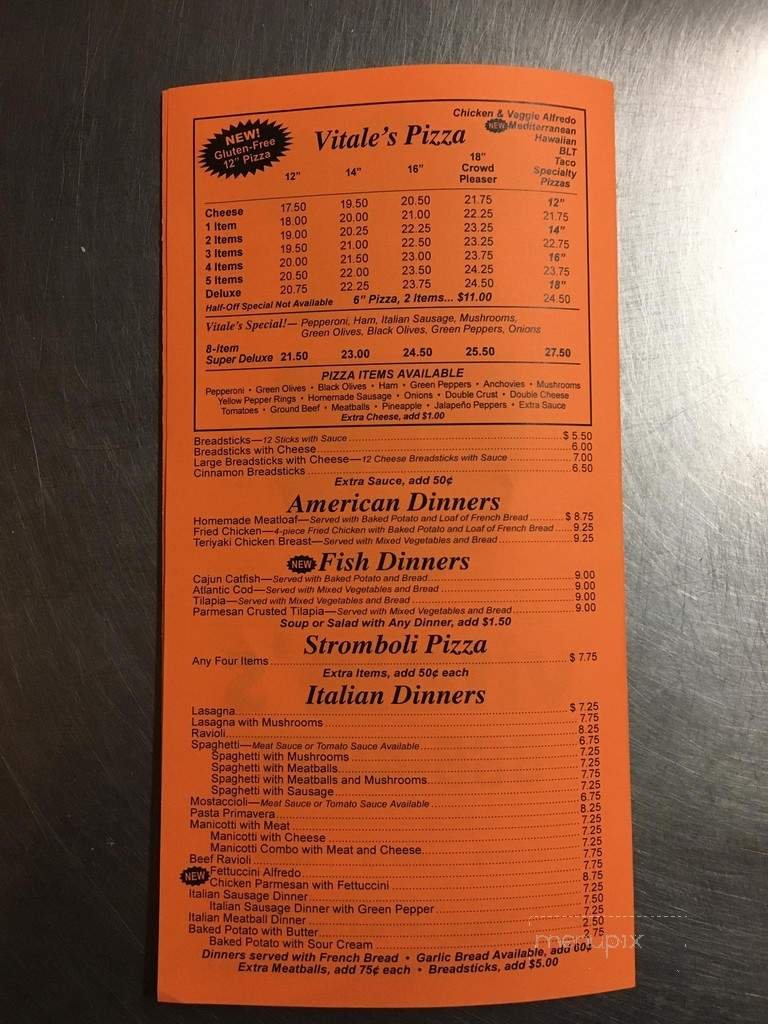 NEW!
Gluten-Free
12" Pizza
Vitale's Pizza
Chicken & Veggie Alfredo
NEW Mediterranean
Hawaiian
BLT
Taco
Specialty
Pizzas
12" 14" 16" 18" Crowd Pleaser
Cheese 17.50 19.50 20.50 21.75 12"
1 Item 18.00 20.00 21.00 22.25 21.75
2 Items 19.00 20.25 22.25 23.25 14"
3 Items 19.50 21.00 22.50 23.25 22.75
4 Items 20.00 21.50 23.00 23.75 16"
5 Items 20.50 22.00 23.50 24.25 23.75
Deluxe 20.75 22.25 23.75 24.50 18"
Half-Off Special Not Available 6" Pizza, 2 Items... $11.00 24.50
Vitale's Special!— Pepperoni, Ham, Italian Sausage, Mushrooms,
Green Olives, Black Olives, Green Peppers, Onions
8-Item
Super Deluxe 21.50 23.00 24.50 25.50 27.50
PIZZA ITEMS AVAILABLE
Pepperoni • Green Olives • Black Olives • Ham • Green Peppers • Anchovies • Mushrooms
Yellow Pepper Rings • Homemade Sausage • Onions • Double Crust • Double Cheese
Tomatoes • Ground Beef • Meatballs • Pineapple • Jalapeño Peppers • Extra Sauce
Extra Cheese, add $1.00
Breadsticks—12 Sticks with Sauce $ 5.50
Breadsticks with Cheese 6.00
Large Breadsticks with Cheese—12 Cheese Breadsticks with Sauce 7.00
Cinnamon Breadsticks 6.50
Extra Sauce, add 50¢
American Dinners
Homemade Meatloaf—Served with Baked Potato and Loaf of French Bread $ 8.75
Fried Chicken—4-piece Fried Chicken with Baked Potato and Loaf of French Bread 9.25
Teriyaki Chicken Breast—Served with Mixed Vegetables and Bread 9.25
NEW Fish Dinners
Cajun Catfish—Served with Baked Potato and Bread 9.00
Atlantic Cod—Served with Mixed Vegetables and Bread 9.00
Tilapia—Served with Mixed Vegetables and Bread 9.00
Parmesan Crusted Tilapia—Served with Mixed Vegetables and Bread 9.00
Soup or Salad with Any Dinner, add $1.50
Stromboli Pizza
Any Four Items $ 7.75
Extra Items, add 50¢ each
Italian Dinners
Lasagna $ 7.25
Lasagna with Mushrooms 7.75
Ravioli 8.25
Spaghetti—Meat Sauce or Tomato Sauce Available 6.75
Spaghetti with Mushrooms 7.25
Spaghetti with Meatballs 7.25
Spaghetti with Meatballs and Mushrooms 7.75
Spaghetti with Sausage 7.25
Mostaccioli—Meat Sauce or Tomato Sauce Available 6.75
Pasta Primavera 8.25
Manicotti with Meat 7.25
Manicotti with Cheese 7.25
Manicotti Combo with Meat and Cheese 7.25
Beef Ravioli 7.75
NEW Fettuccini Alfredo 7.75
Chicken Parmesan with Fettuccini 8.75
Italian Sausage Dinner 7.25
Italian Sausage Dinner with Green Pepper 7.50
Italian Meatball Dinner 7.25
Baked Potato with Butter 2.50
Baked Potato with Sour Cream 2.75
Dinners served with French Bread • Garlic Bread Available, add 60¢
Extra Meatballs, add 75¢ each • Breadsticks, add $5.00
menupix